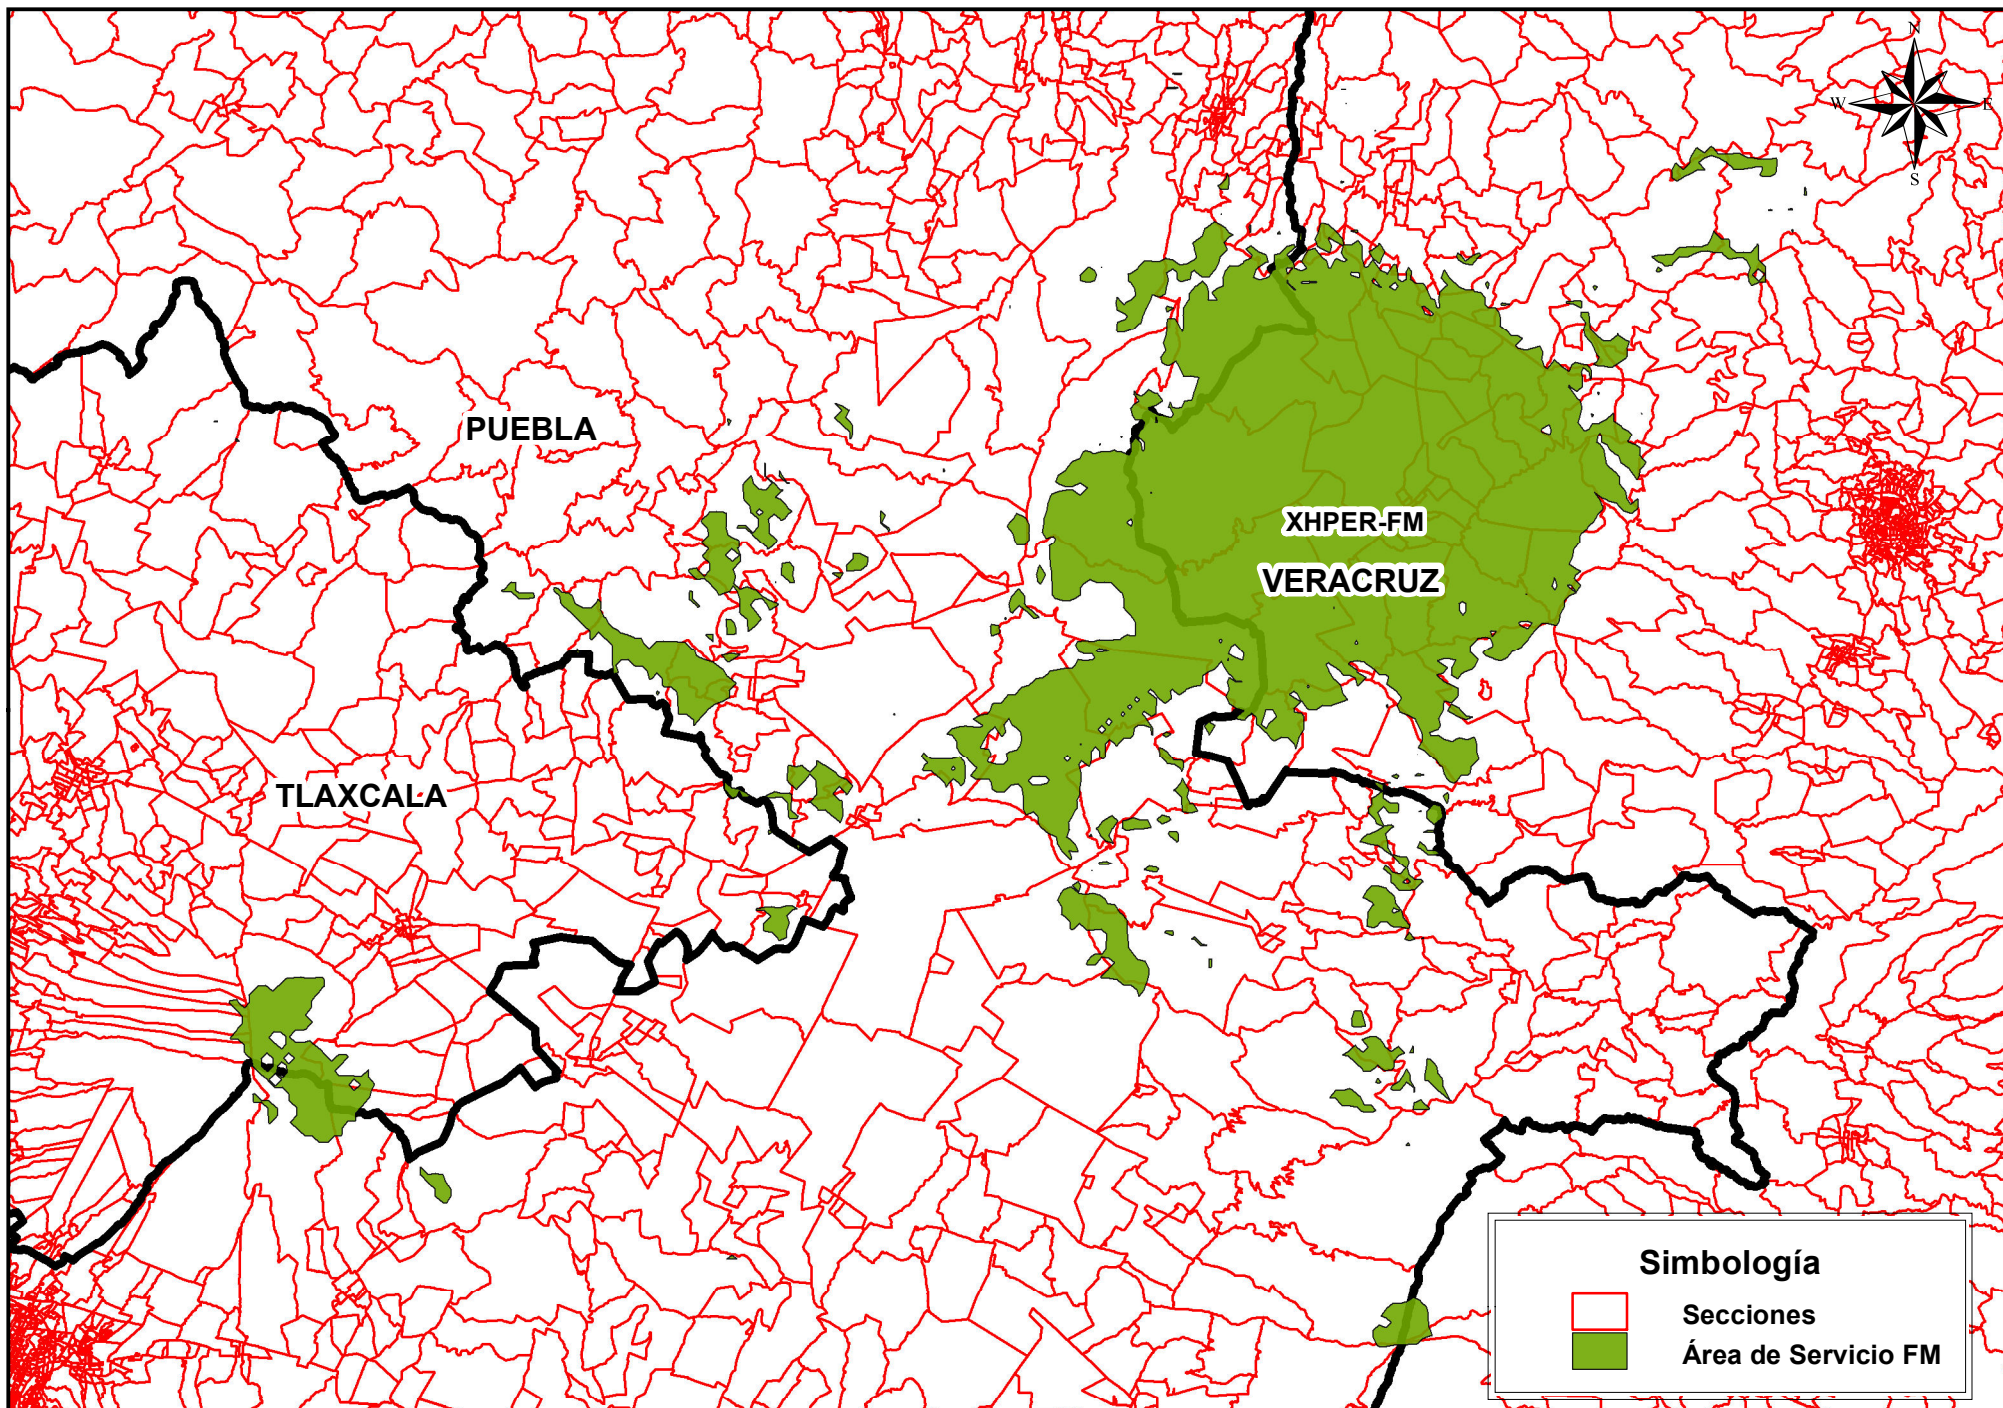 N
W E
S
PUEBLA
XHPER-FM
VERACRUZ
TLAXCALA
Simbología
Secciones
Área de Servicio FM